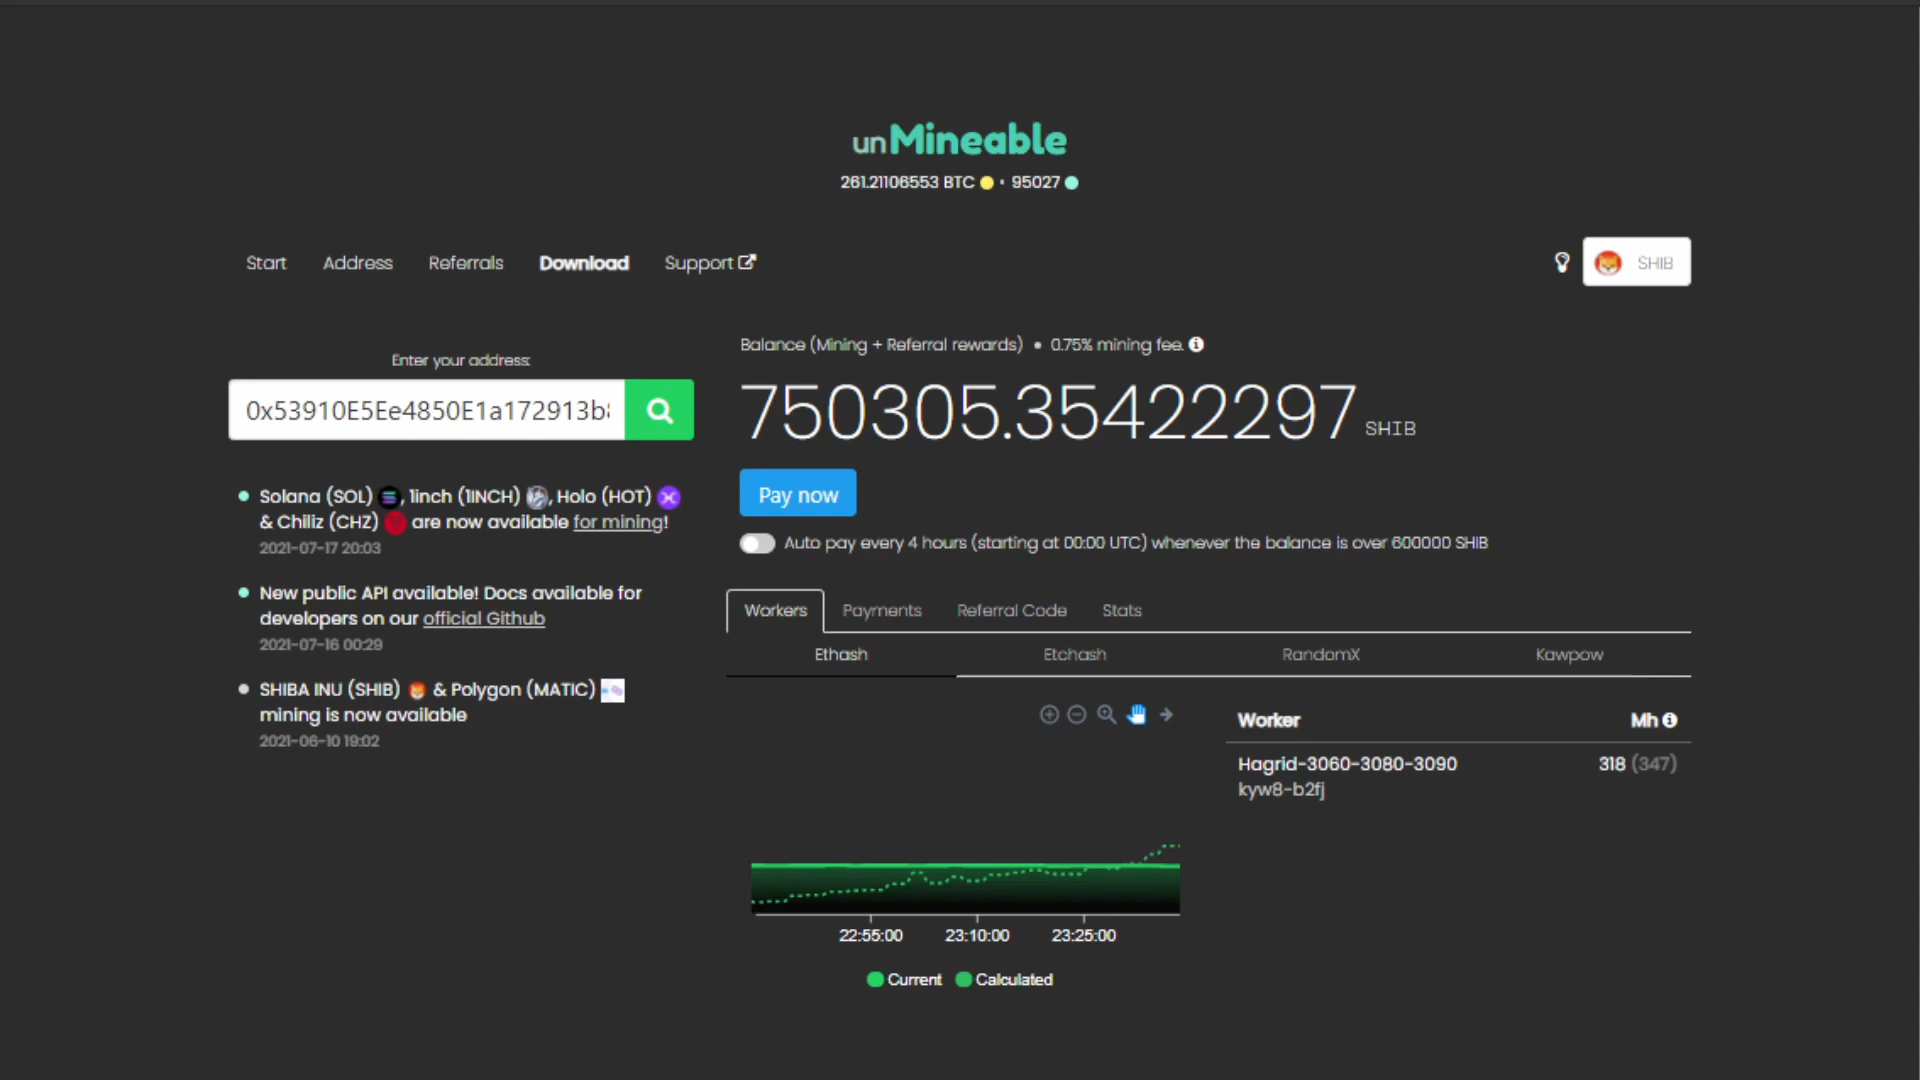 unMineable
261.21106553 BTC • 95027
Start Address Referrals Download Support
SHIB
Enter your address:
0x53910E5Ee4850E1a172913b
Solana (SOL), 1inch (1INCH), Holo (HOT)
& Chiliz (CHZ) are now available for mining!
2021-07-17 20:03
New public API available! Docs available for
developers on our official Github
2021-07-16 00:29
SHIBA INU (SHIB) & Polygon (MATIC)
mining is now available
2021-06-10 19:02
Balance (Mining + Referral rewards) • 0.75% mining fee.
750305.35422297 SHIB
Pay now
Auto pay every 4 hours (starting at 00:00 UTC) whenever the balance is over 600000 SHIB
Workers Payments Referral Code Stats
Ethash Etchash RandomX Kawpow
Worker Mh
Hagrid-3060-3080-3090 318 (347)
kyw8-b2fj
22:55:00 23:10:00 23:25:00
Current Calculated